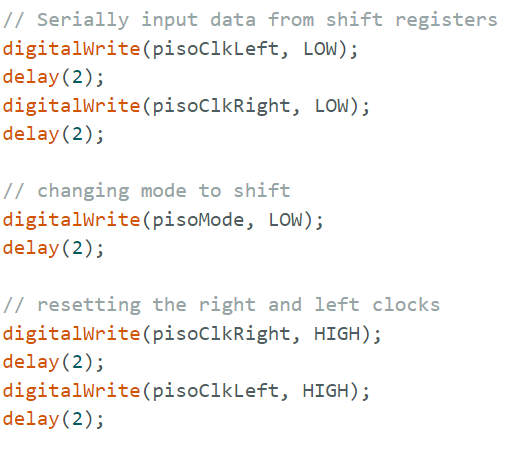 // Serially input data from shift registers
digitalWrite(pisoClkLeft, LOW);
delay(2);
digitalWrite(pisoClkRight, LOW);
delay(2);
// changing mode to shift
digitalWrite(pisoMode, LOW);
delay(2);
// resetting the right and left clocks
digitalWrite(pisoClkRight, HIGH);
delay(2);
digitalWrite(pisoClkLeft, HIGH);
delay(2);